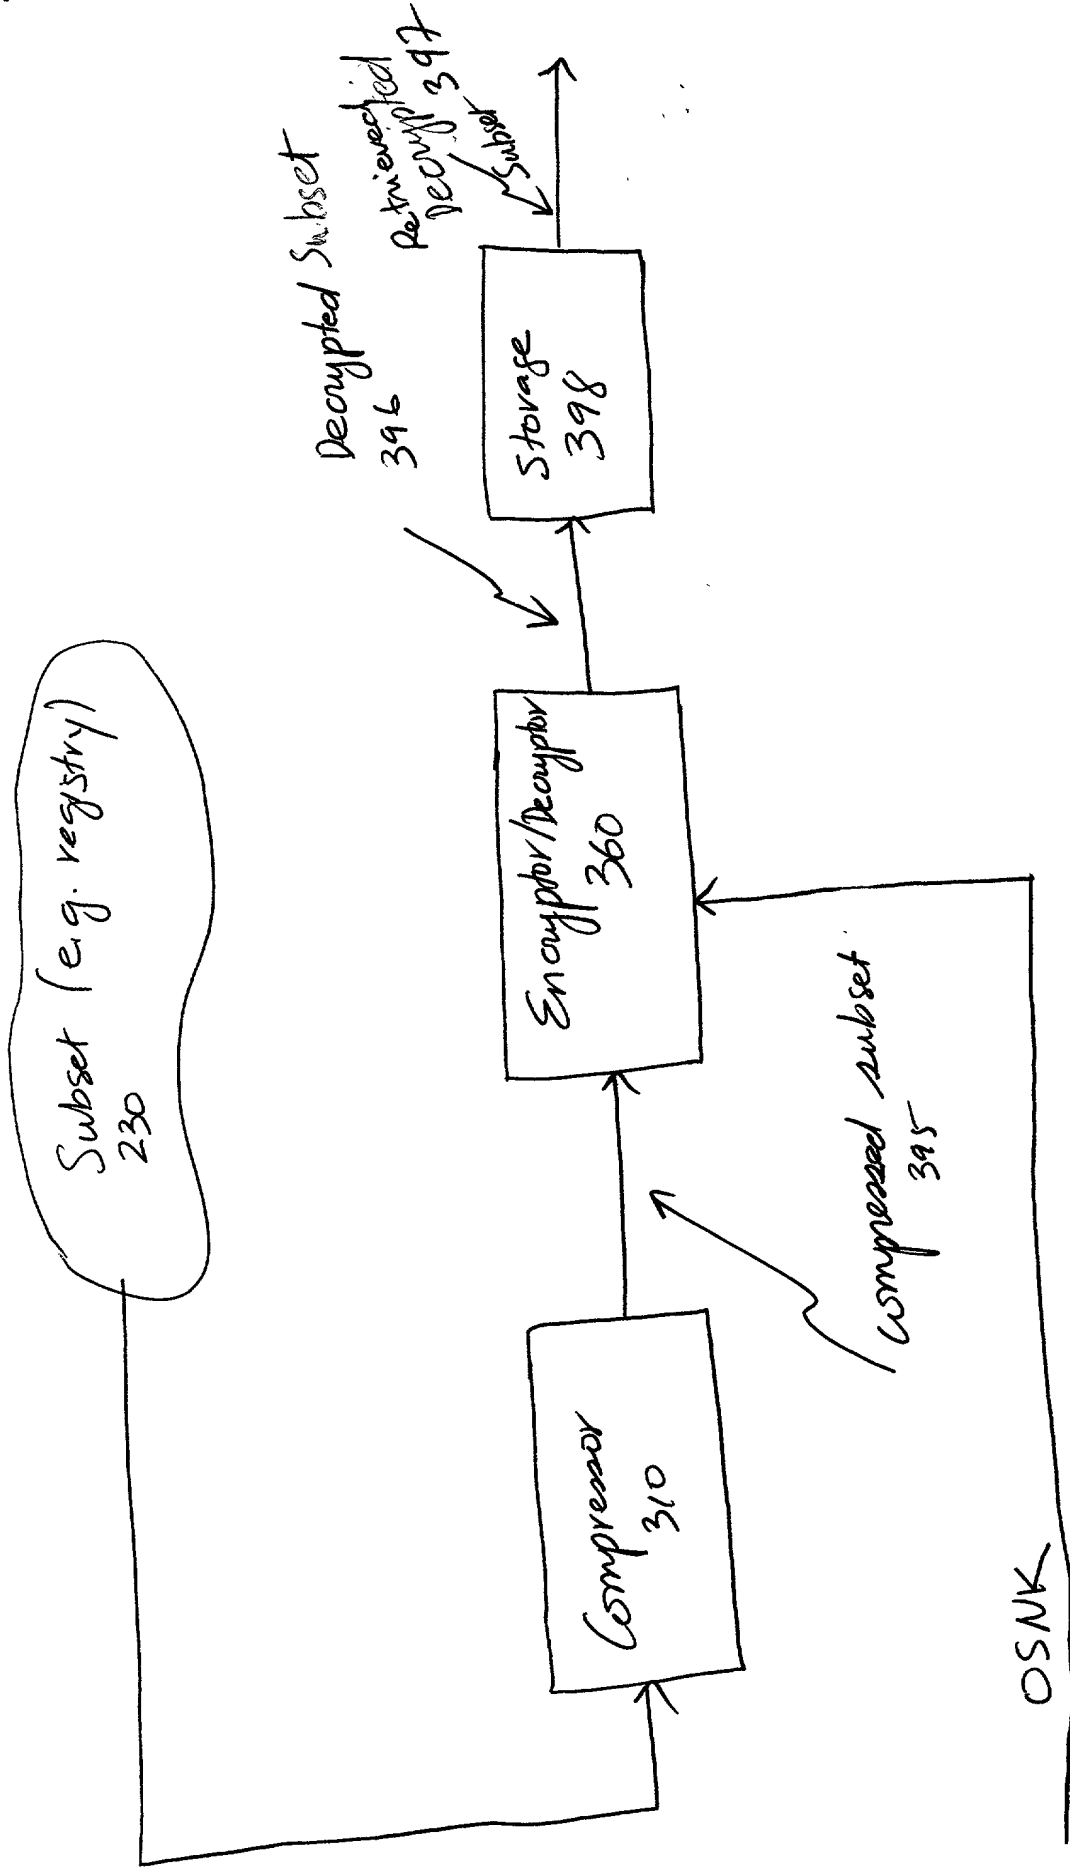 Subset (e.g. registry)
230
Decrypted Subset
396
Retrieved
Decrypted
397
Subset
Compressor
310
Encryptor/Decryptor
360
Storage
398
Compressed subset
395
OSNK